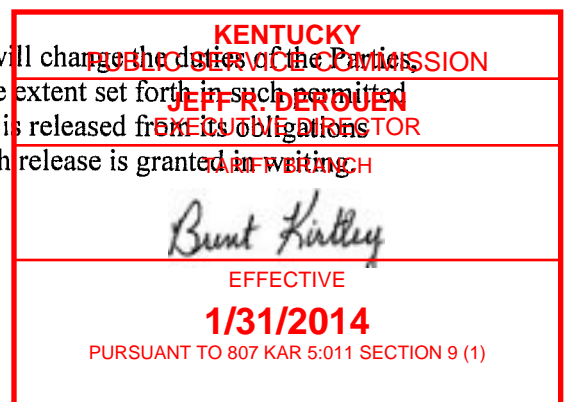 KENTUCKY
PUBLIC SERVICE COMMISSION
will change the duties of the Parties,
JEFF R. DEROUEN
e extent set forth in such permitted
EXECUTIVE DIRECTOR
is released from its obligations
TARIFF BRANCH
h release is granted in writing.
Brent Kirtley
EFFECTIVE
1/31/2014
PURSUANT TO 807 KAR 5:011 SECTION 9 (1)